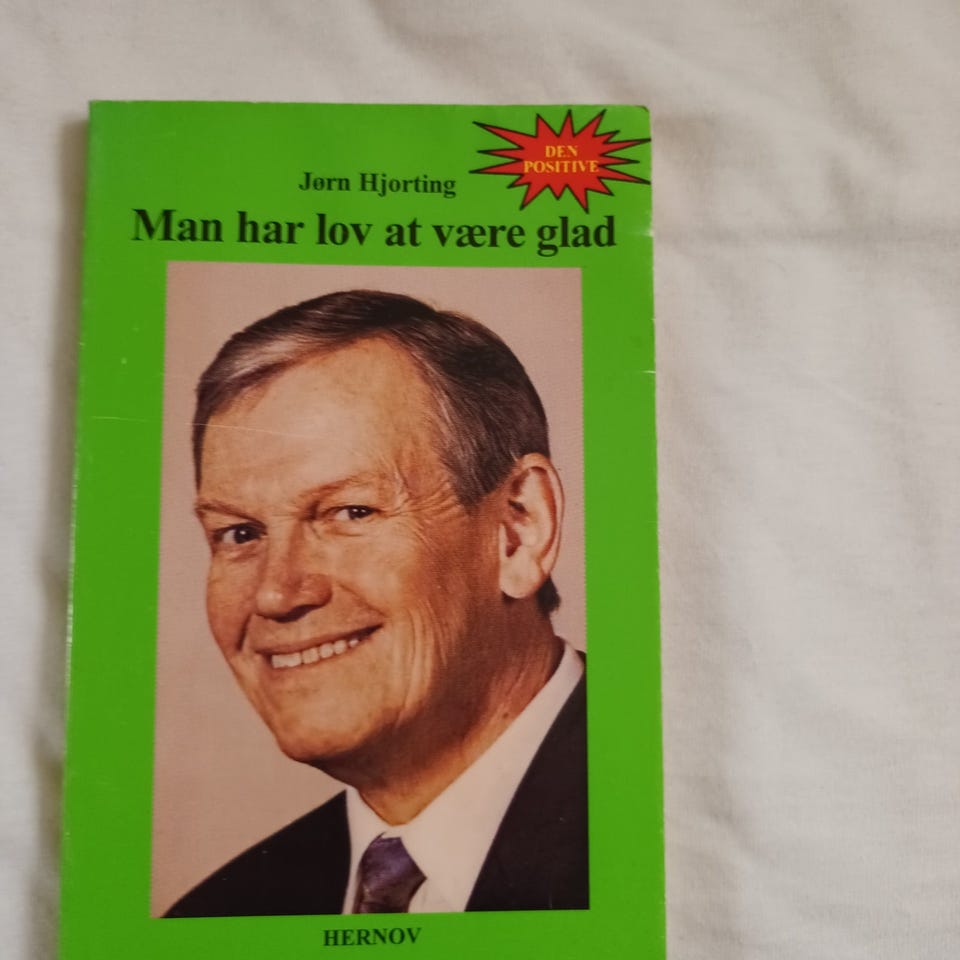 DEN
POSITIVE
Jørn Hjorting
Man har lov at være glad
HERNOV